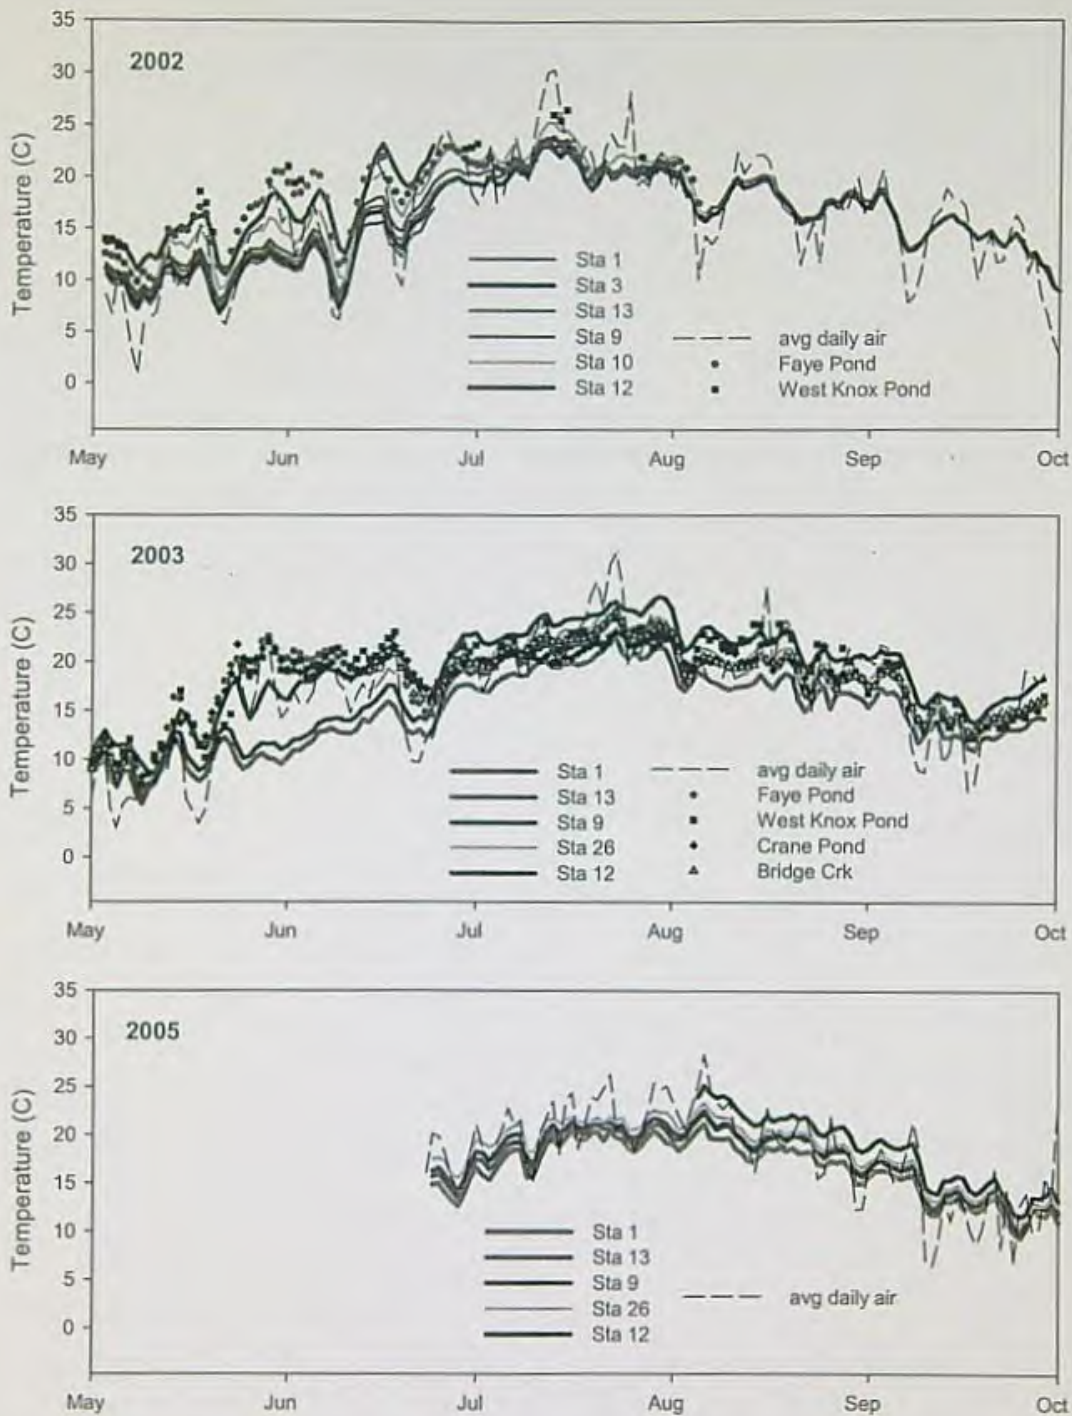 35
2002
30
25
20
15
10
5
0
Temperature (C)
Sta 1
Sta 3
Sta 13
Sta 9
Sta 10
Sta 12
avg daily air
Faye Pond
West Knox Pond
May Jun Jul Aug Sep Oct
35
2003
30
25
20
15
10
5
0
Temperature (C)
Sta 1
Sta 13
Sta 9
Sta 26
Sta 12
avg daily air
Faye Pond
West Knox Pond
Crane Pond
Bridge Crk
May Jun Jul Aug Sep Oct
35
2005
30
25
20
15
10
5
0
Temperature (C)
Sta 1
Sta 13
Sta 9
Sta 26
Sta 12
avg daily air
May Jun Jul Aug Sep Oct